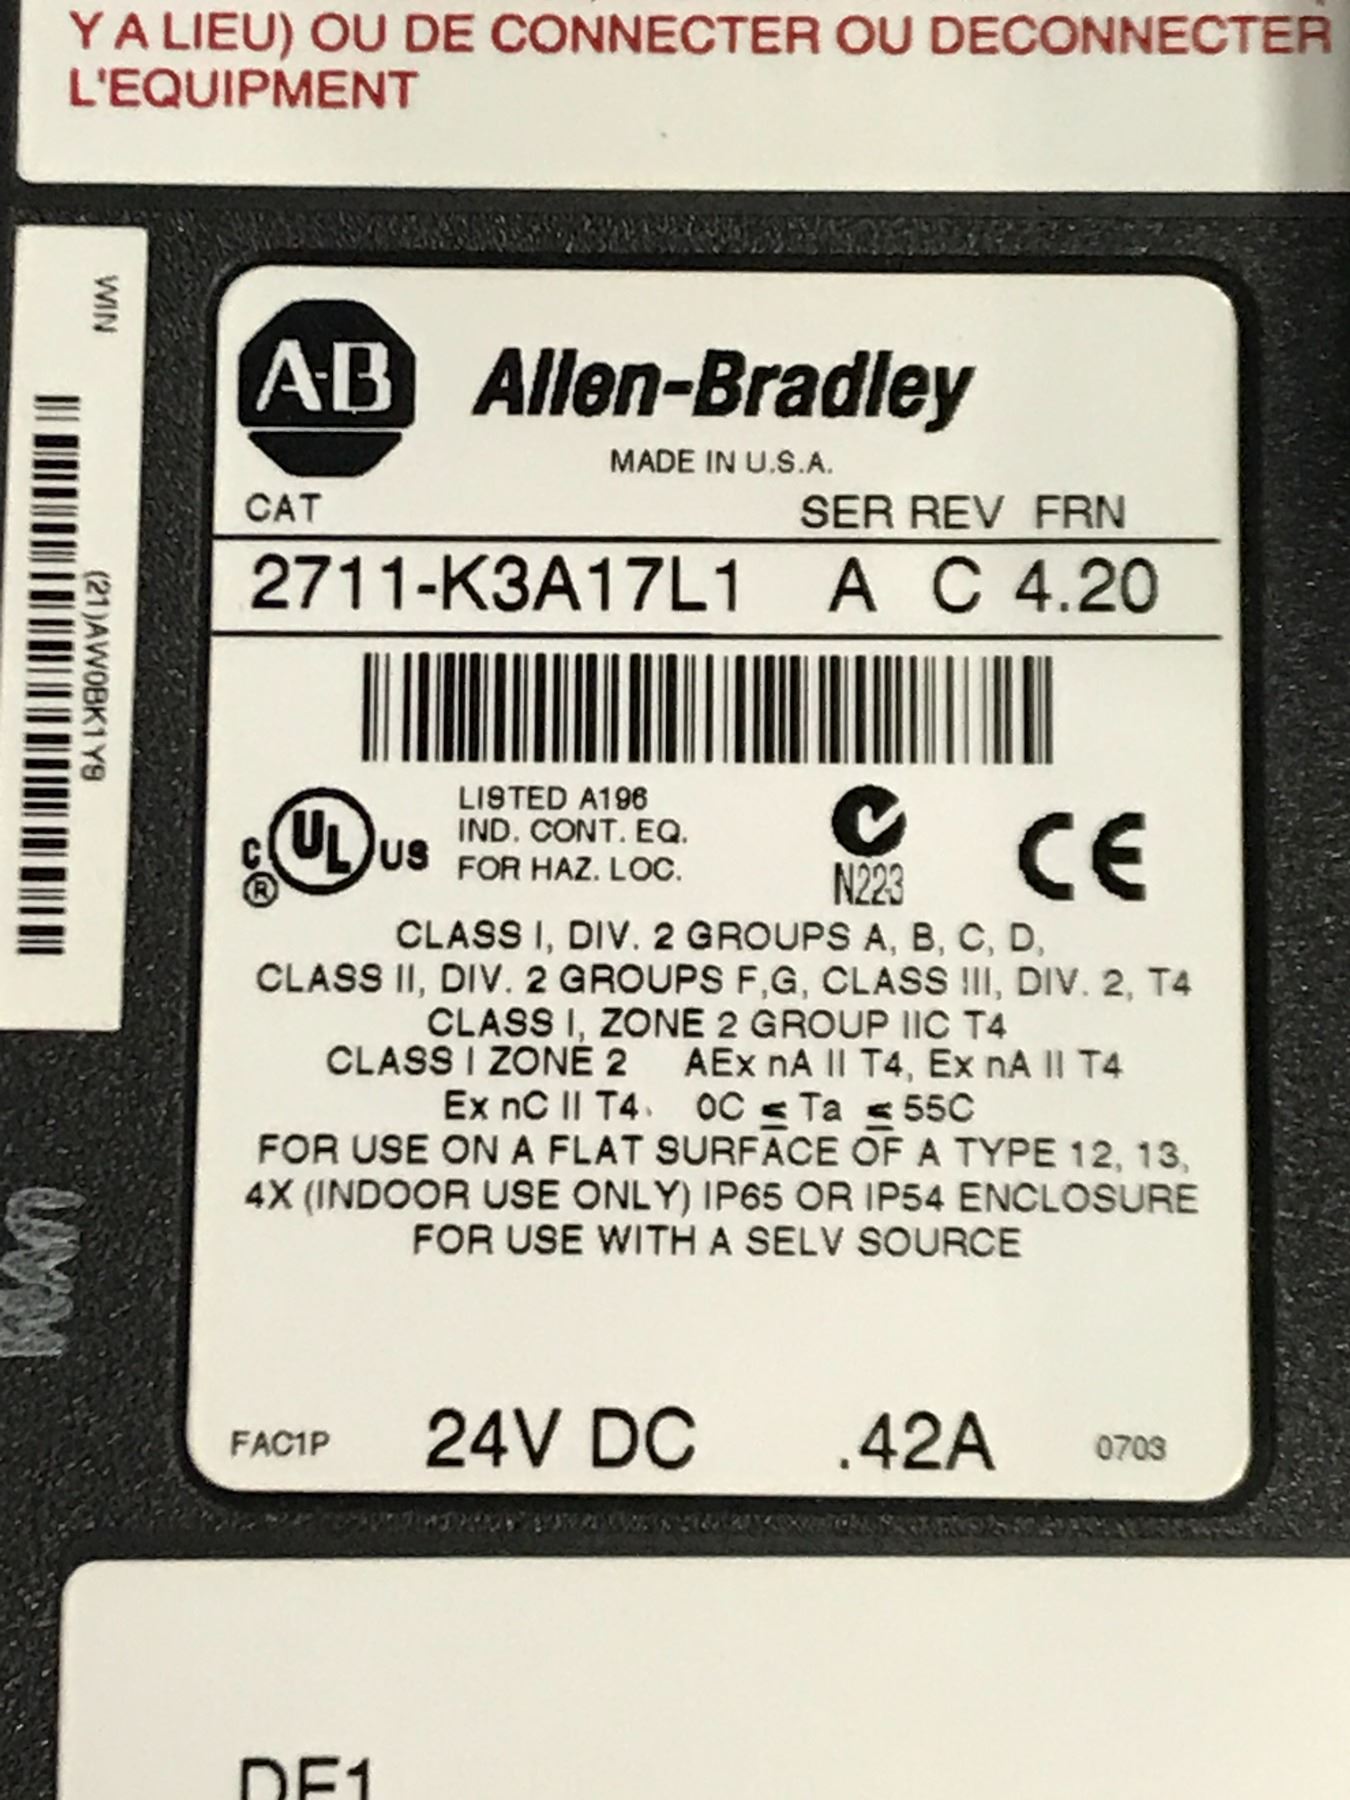 Y A LIEU) OU DE CONNECTER OU DECONNECTER
L'EQUIPMENT
WIN
(21)AW0BK1Y9
A-B
Allen-Bradley
MADE IN U.S.A.
CAT SER REV FRN
2711-K3A17L1 A C 4.20
C UL US
®
LISTED A196
IND. CONT. EQ.
FOR HAZ. LOC.
N223
CE
CLASS I, DIV. 2 GROUPS A, B, C, D,
CLASS II, DIV. 2 GROUPS F,G, CLASS III, DIV. 2, T4
CLASS I, ZONE 2 GROUP IIC T4
CLASS I ZONE 2 AEx nA II T4, Ex nA II T4
Ex nC II T4. 0C ≤ Ta ≤ 55C
FOR USE ON A FLAT SURFACE OF A TYPE 12, 13,
4X (INDOOR USE ONLY) IP65 OR IP54 ENCLOSURE
FOR USE WITH A SELV SOURCE
FAC1P 24V DC .42A 0703
DF1